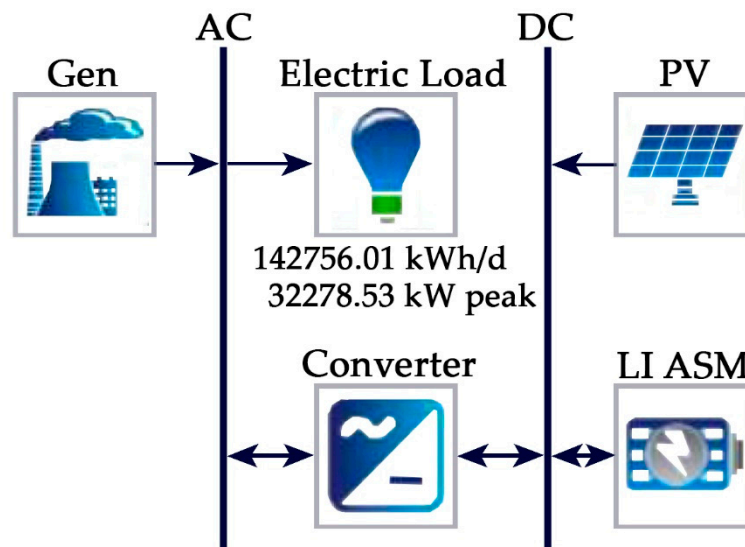 AC
DC
Gen
Electric Load
PV
142756.01 kWh/d
32278.53 kW peak
Converter
LI ASM